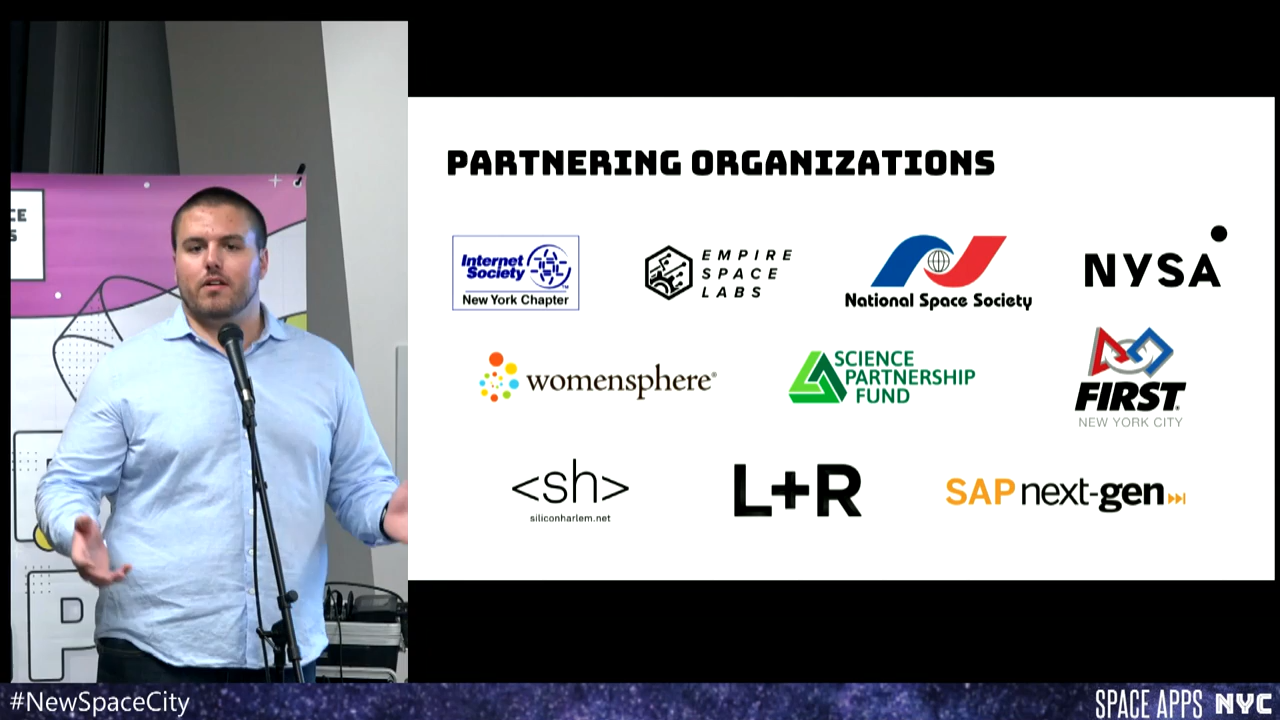 PARTNERING ORGANIZATIONS
Internet
Society
TM
New York Chapter
EMPIRE
SPACE
LABS
National Space Society
NYSA
womensphere®
SCIENCE
PARTNERSHIP
FUND
FIRST®
NEW YORK CITY
<sh>
siliconharlem.net
L+R
SAP next-gen
P
#NewSpaceCity
SPACE APPS NYC